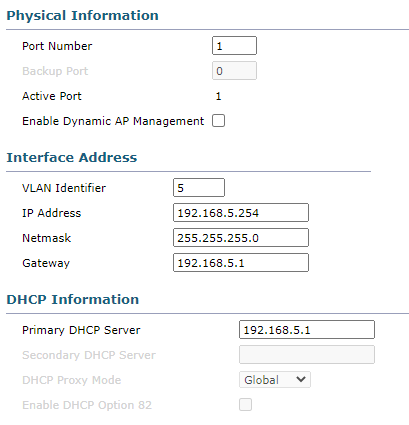 Physical Information
Port Number 1
Backup Port 0
Active Port 1
Enable Dynamic AP Management
Interface Address
VLAN Identifier 5
IP Address 192.168.5.254
Netmask 255.255.255.0
Gateway 192.168.5.1
DHCP Information
Primary DHCP Server 192.168.5.1
Secondary DHCP Server
DHCP Proxy Mode Global
Enable DHCP Option 82